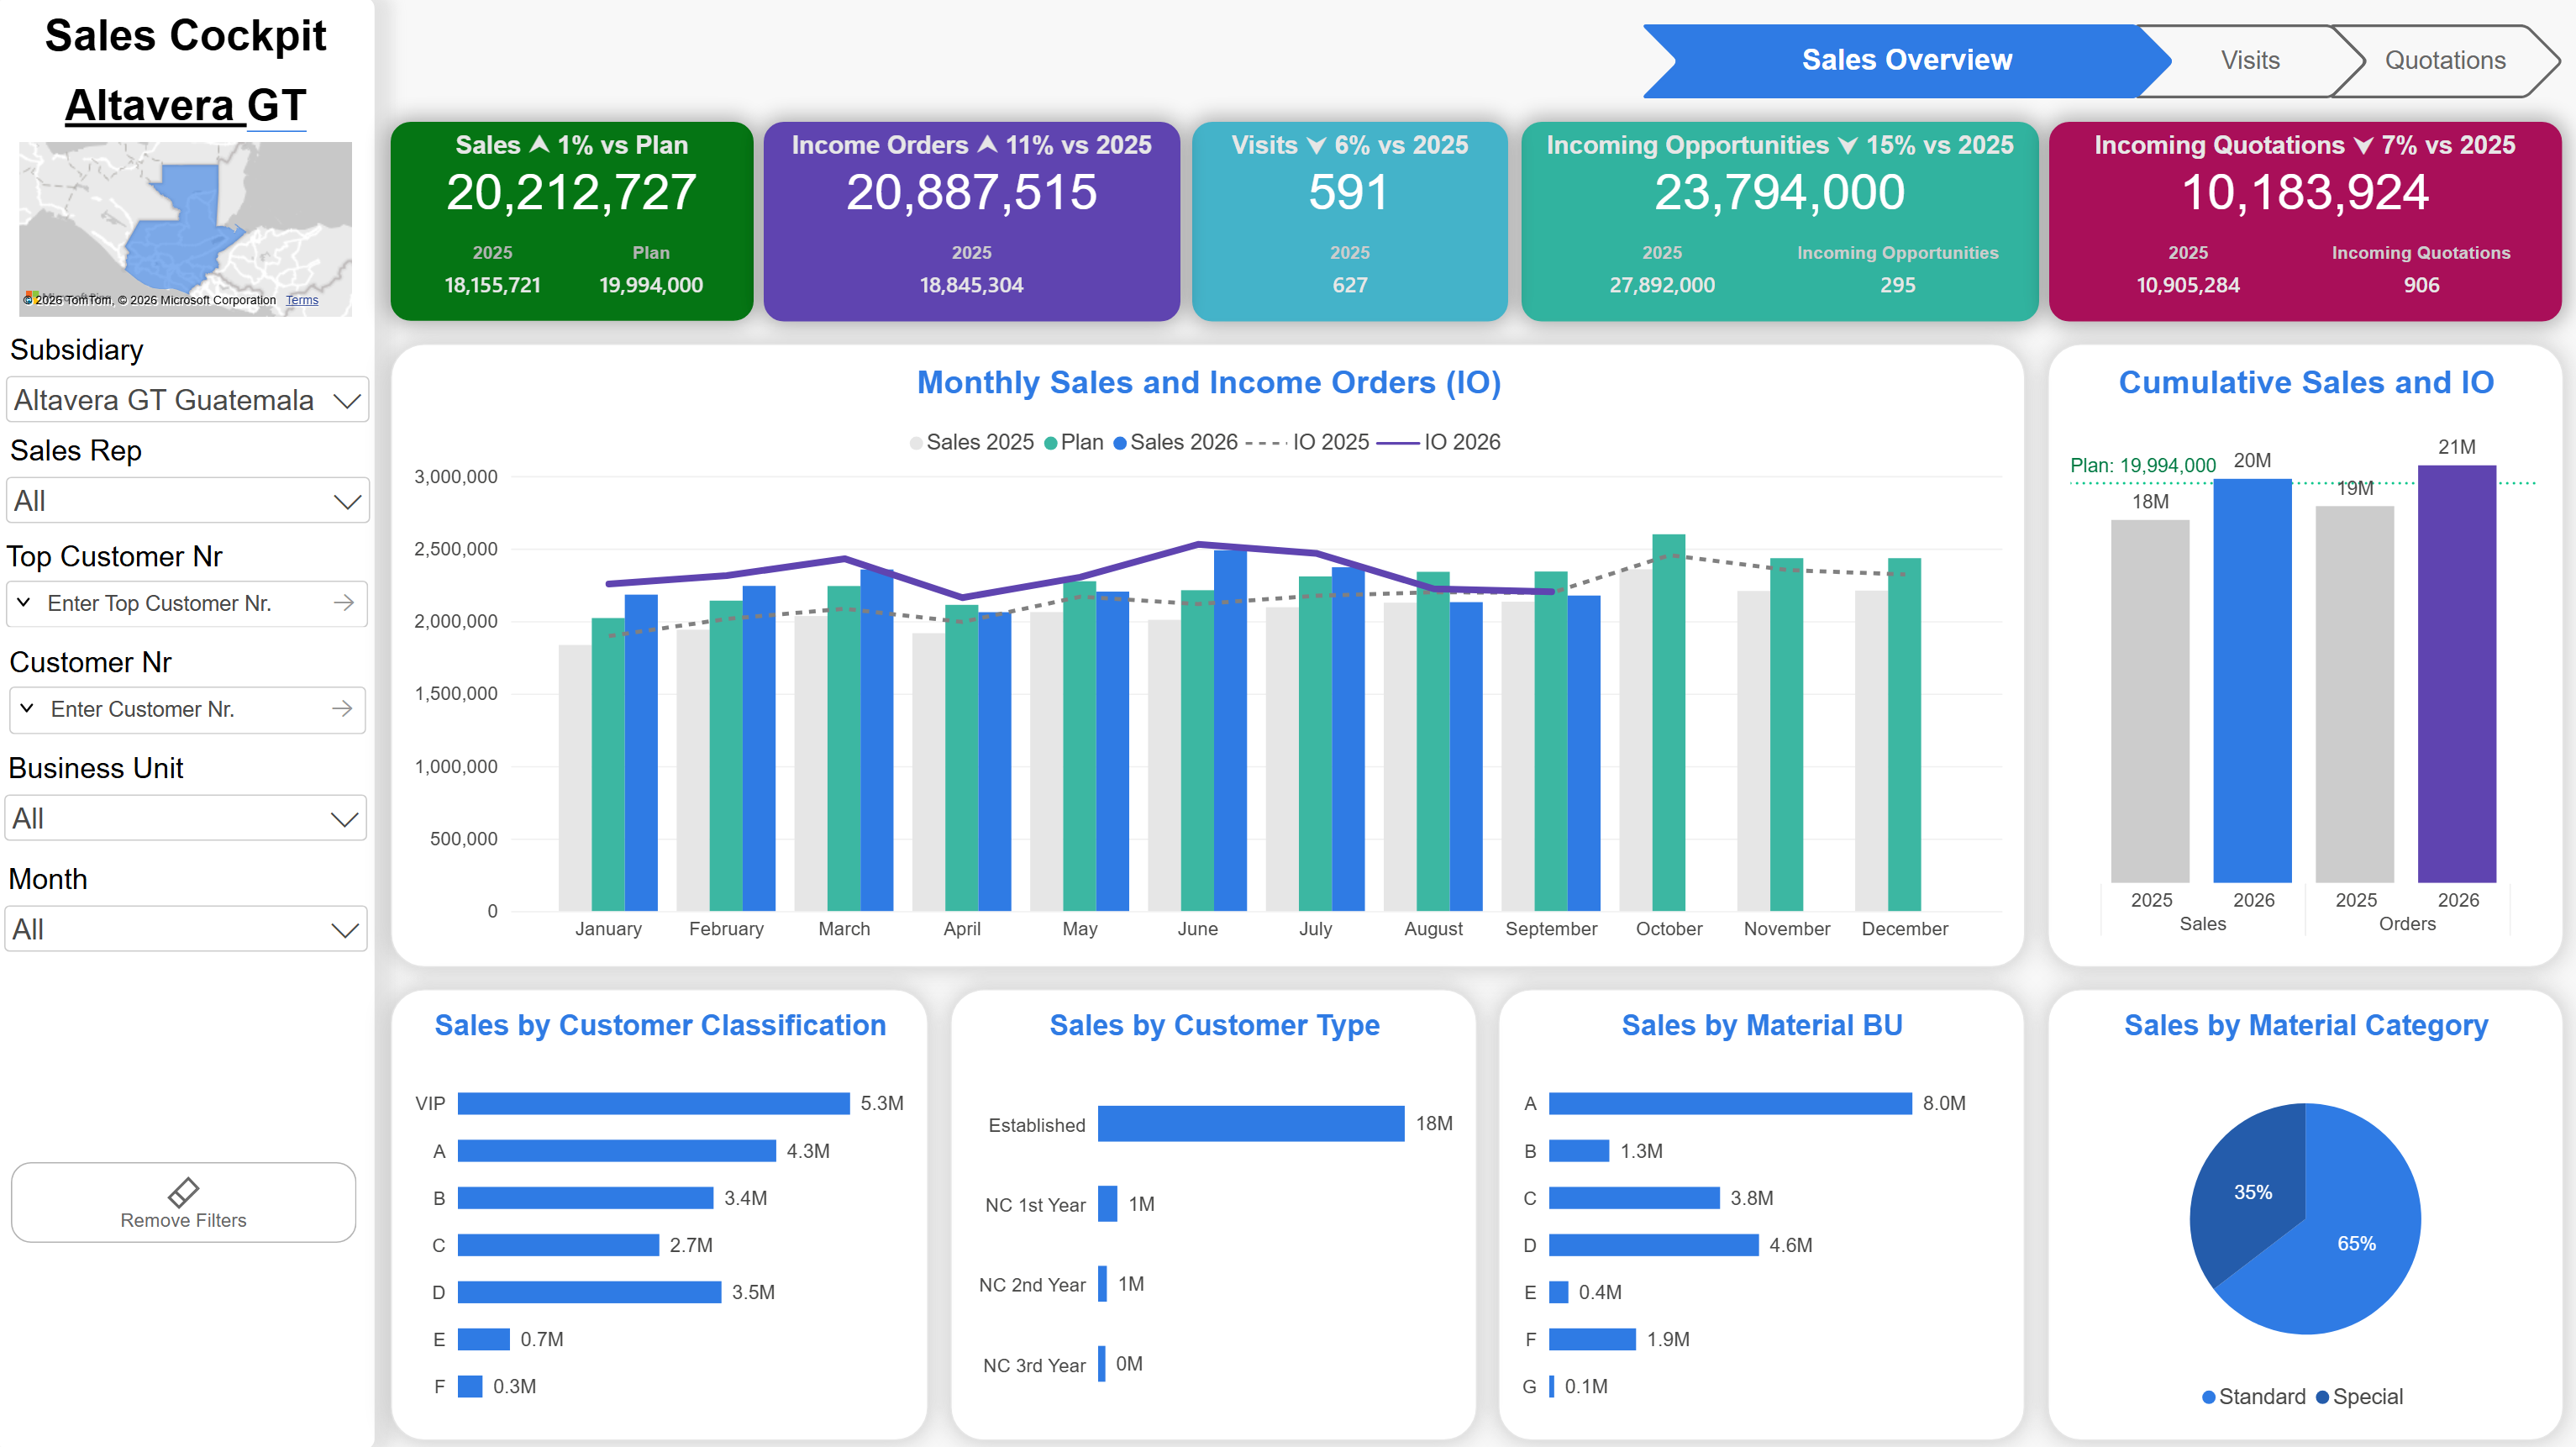 Sales Cockpit
Altavera GT
© 2026 TomTom, © 2026 Microsoft Corporation Terms
Subsidiary
Altavera GT Guatemala
Sales Rep
All
Top Customer Nr
Enter Top Customer Nr.
Customer Nr
Enter Customer Nr.
Business Unit
All
Month
All
Remove Filters
Sales Overview
Visits
Quotations
Sales 1% vs Plan
20,212,727
2025 Plan
18,155,721 19,994,000
Income Orders 11% vs 2025
20,887,515
2025
18,845,304
Visits 6% vs 2025
591
2025
627
Incoming Opportunities 15% vs 2025
23,794,000
2025 Incoming Opportunities
27,892,000 295
Incoming Quotations 7% vs 2025
10,183,924
2025 Incoming Quotations
10,905,284 906
Monthly Sales and Income Orders (IO)
Sales 2025 Plan Sales 2026 IO 2025 IO 2026
3,000,000
2,500,000
2,000,000
1,500,000
1,000,000
500,000
0
January February March April May June July August September October November December
Cumulative Sales and IO
Plan: 19,994,000
18M 20M 19M 21M
2025 2026 2025 2026
Sales Orders
Sales by Customer Classification
VIP 5.3M
A 4.3M
B 3.4M
C 2.7M
D 3.5M
E 0.7M
F 0.3M
Sales by Customer Type
Established 18M
NC 1st Year 1M
NC 2nd Year 1M
NC 3rd Year 0M
Sales by Material BU
A 8.0M
B 1.3M
C 3.8M
D 4.6M
E 0.4M
F 1.9M
G 0.1M
Sales by Material Category
35%
65%
Standard Special